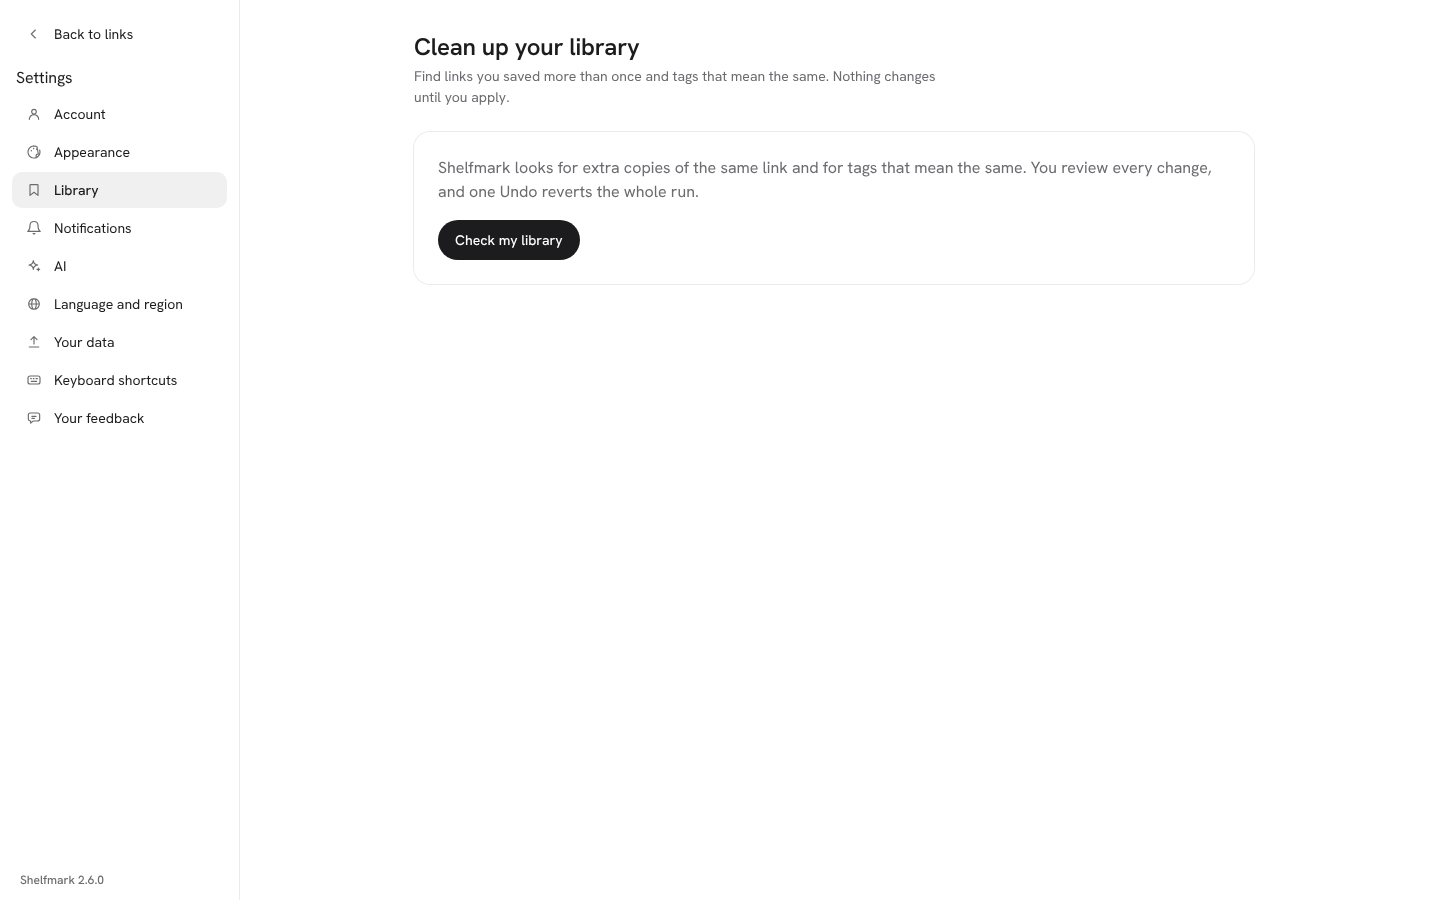 Back to links
Settings
Account
Appearance
Library
Notifications
AI
Language and region
Your data
Keyboard shortcuts
Your feedback
Shelfmark 2.6.0
Clean up your library
Find links you saved more than once and tags that mean the same. Nothing changes
until you apply.
Shelfmark looks for extra copies of the same link and for tags that mean the same. You review every change,
and one Undo reverts the whole run.
Check my library